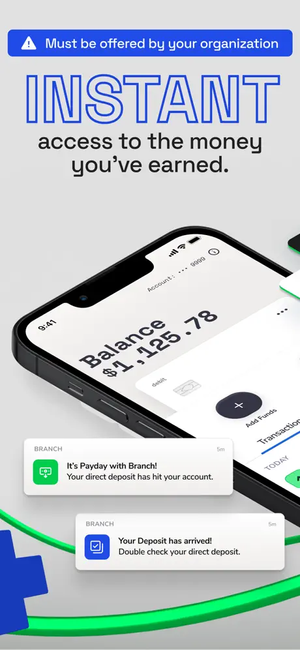 Must be offered by your organization
INSTANT
access to the money
you've earned.
9:41
Account: ••• 9999
Balance
$1,125.78
debit
Add Funds
Transaction
TODAY
BRANCH
5m
It's Payday with Branch!
Your direct deposit has hit your account.
BRANCH
5m
Your Deposit has arrived!
Double check your direct deposit.